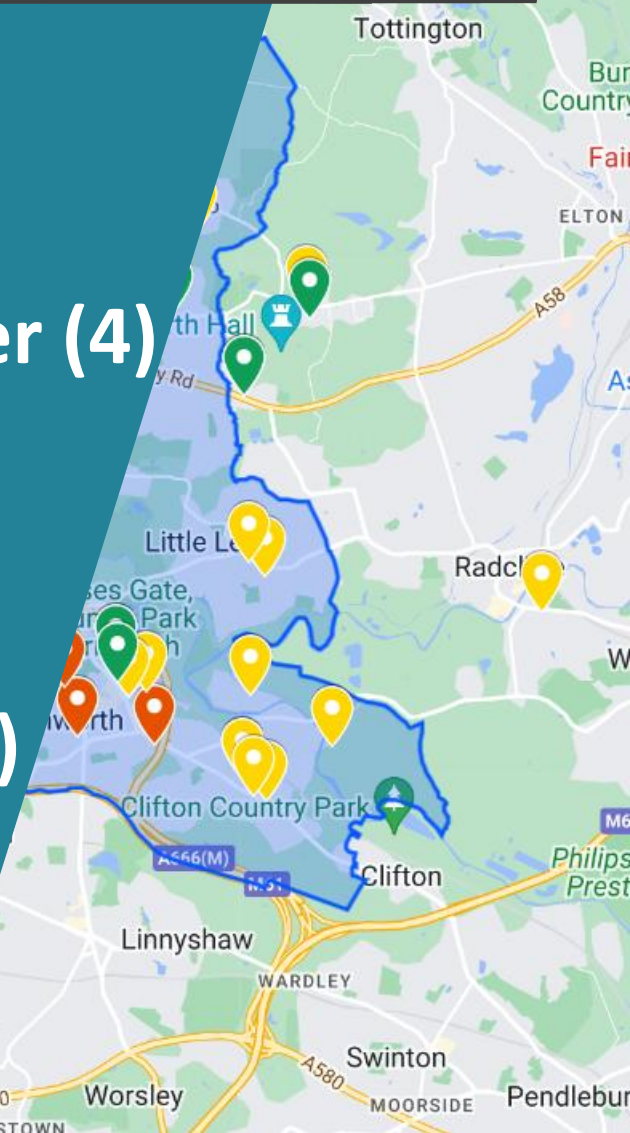 Tottington
Bur
Country
Fair
ELTON
th Hall
A58
er (4)
y Rd
As
Little Le
Radcl
ses Gate,
Park
h
W
worth
)
Clifton Country Park
M6
A666(M)
Philips
Prest
M61
Clifton
Linnyshaw
WARDLEY
Swinton
A580
Worsley
MOORSIDE
Pendlebur
STOWN